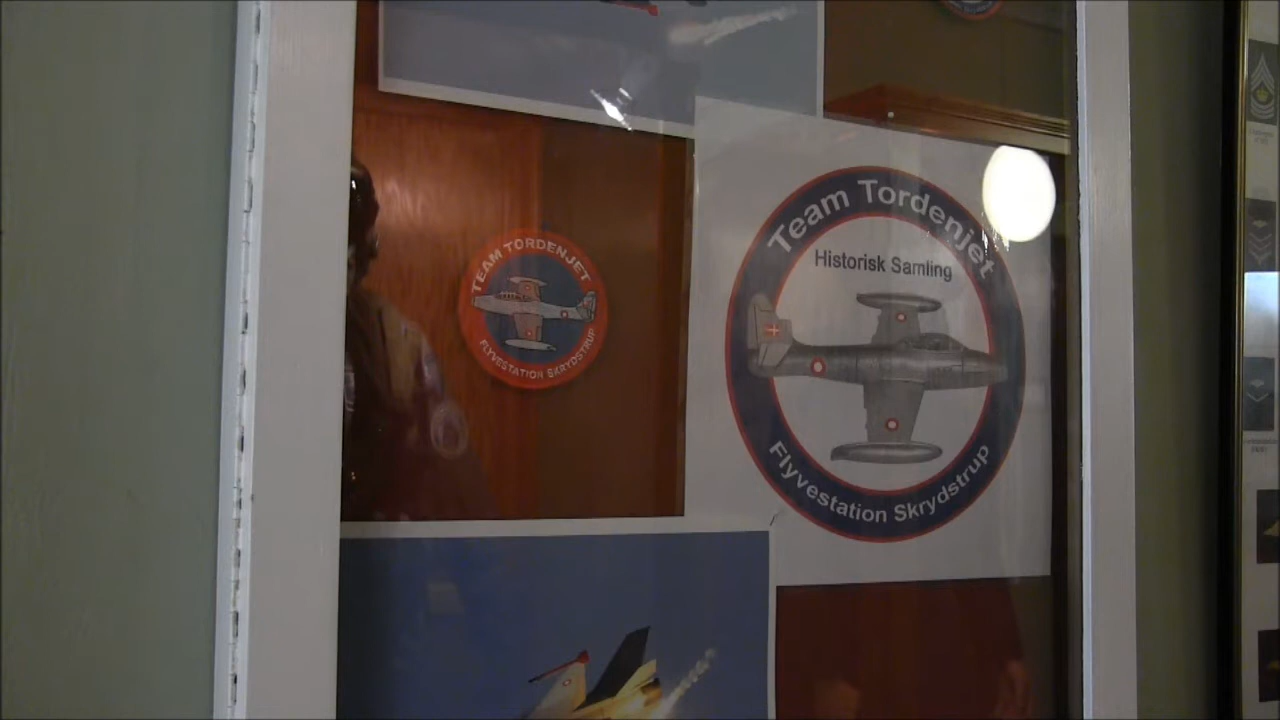 TEAM TORDENJET
FLYVESTATION SKRYDSTRUP
Team Tordenjet
Historisk Samling
Flyvestation Skrydstrup